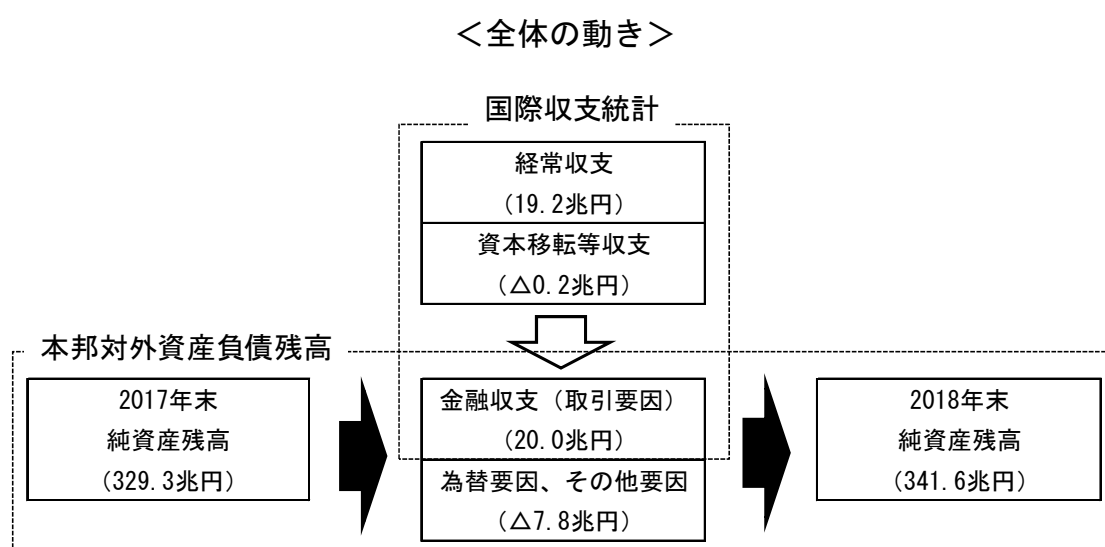 ＜全体の動き＞
国際収支統計
経常収支
（19.2兆円）
資本移転等収支
（△0.2兆円）
本邦対外資産負債残高
2017年末
純資産残高
（329.3兆円）
金融収支（取引要因）
（20.0兆円）
為替要因、その他要因
（△7.8兆円）
2018年末
純資産残高
（341.6兆円）